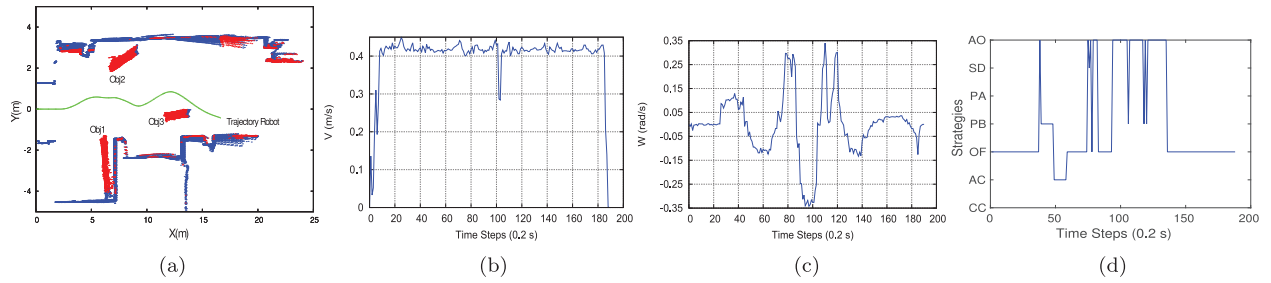 6
4
2
0
-2
-4
Y(m)
0
5
10
15
20
25
X(m)
Obj2
Obj3
Obj1
Trajectory Robot
(a)
0.4
0.3
0.2
0.1
0
V (m/s)
0 20 40 60 80 100 120 140 160 180 200
Time Steps (0.2 s)
(b)
0.35
0.25
0.15
0.05
-0.05
-0.15
-0.25
-0.35
W (rad/s)
0 20 40 60 80 100 120 140 160 180 200
Time Steps (0.2 s)
(c)
AO
SD
PA
PB
OF
AC
CC
Strategies
0 50 100 150 200
Time Steps (0.2 s)
(d)